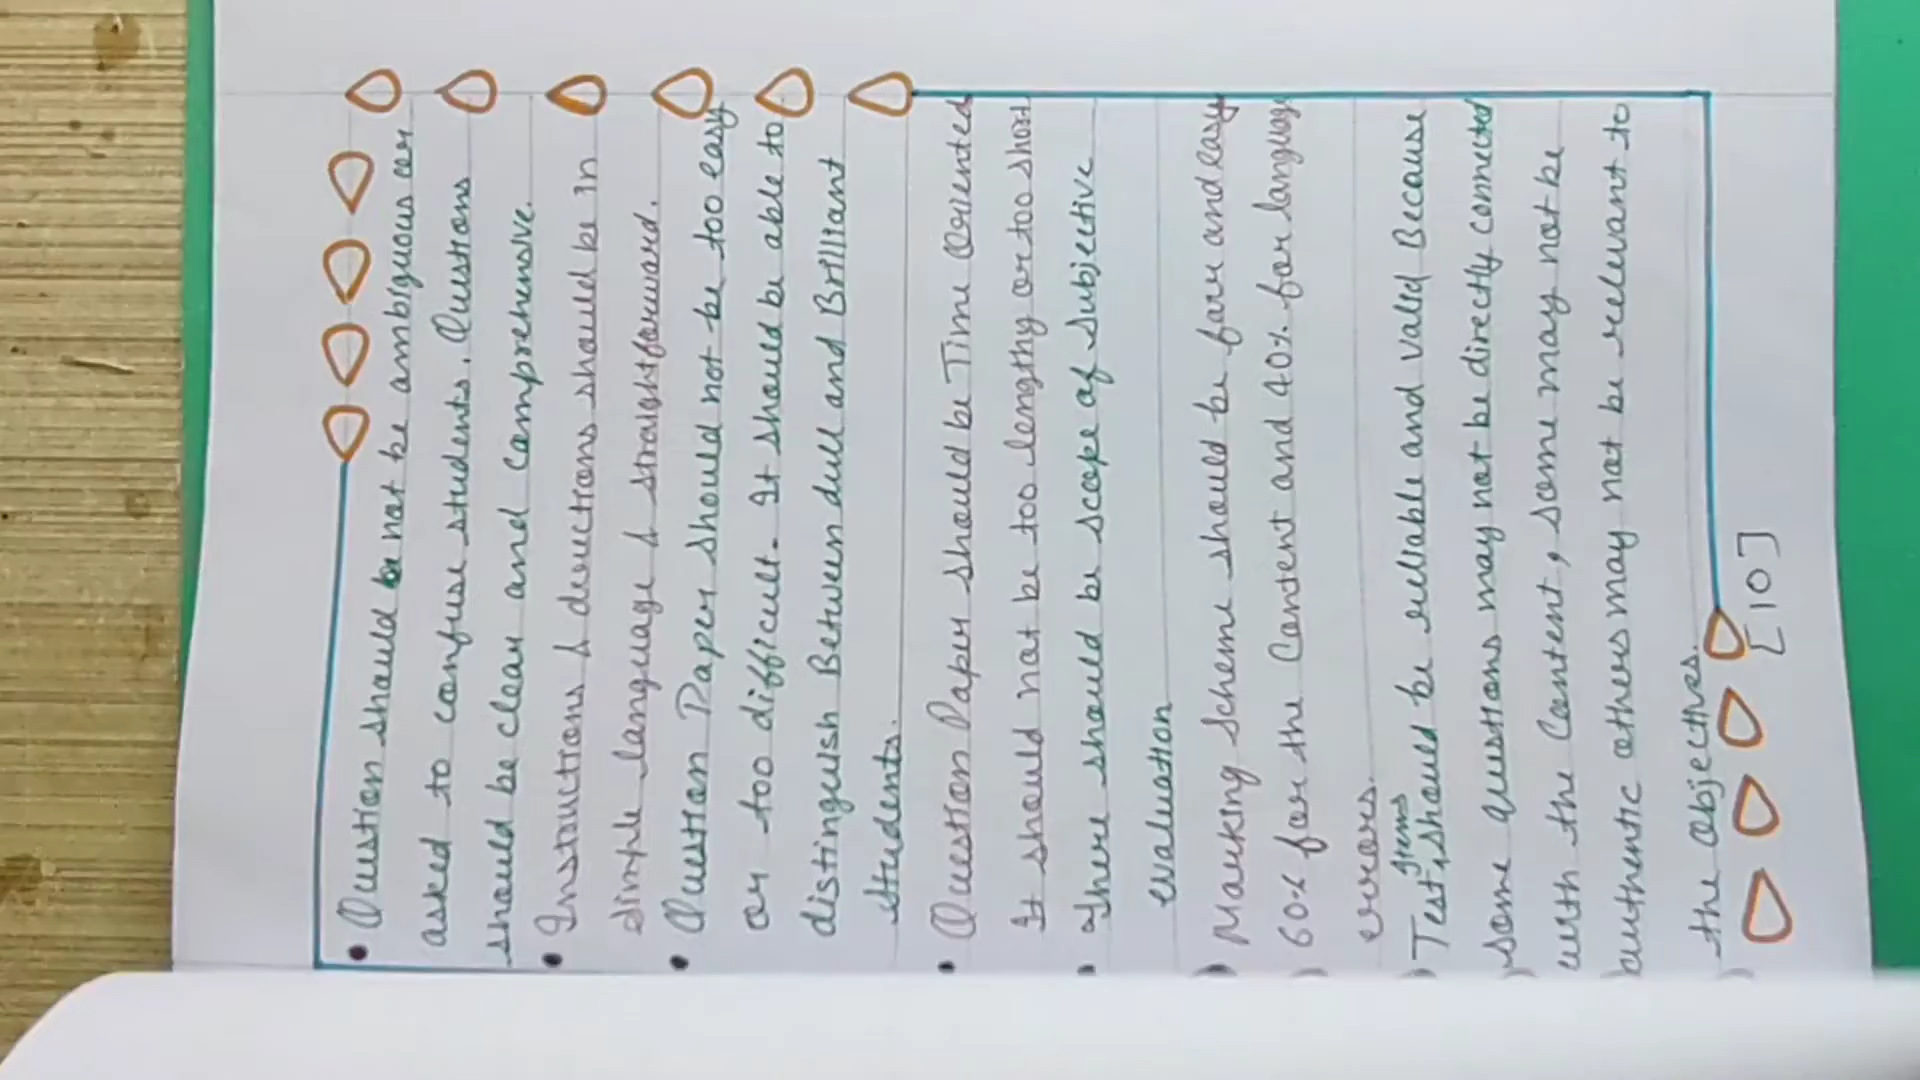 • Question should not be ambiguous or
asked to confuse students. Questions
should be clear and comprehensive.
• Instructions & directions should be in
simple language & straightforward.
• Question Paper should not be too easy
or too difficult. It should be able to
distinguish Between dull and Brilliant
students.
• Question Paper should be Time Oriented
It should not be too lengthy or too short
• There should be scope of subjective
evaluation
Marking scheme should be fare and easy
60% for the Content and 40% for language
errors.
Test items should be reliable and valid Because
some questions may not be directly connected
with the Content, some may not be
authentic others may not be relevant to
the objectives.
[10]